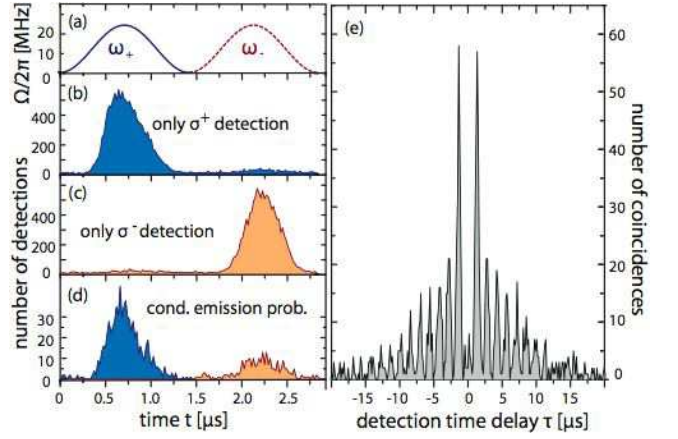 (a)
ω+
ω-
Ω/2π [MHz]
20
10
0
(b)
only σ+ detection
400
200
0
(c)
only σ- detection
400
200
0
number of detections
(d)
cond. emission prob.
30
20
10
0
0 0.5 1.0 1.5 2.0 2.5
time t [μs]
(e)
60
50
40
30
20
10
0
number of coincidences
-15 -10 -5 0 5 10 15
detection time delay τ [μs]